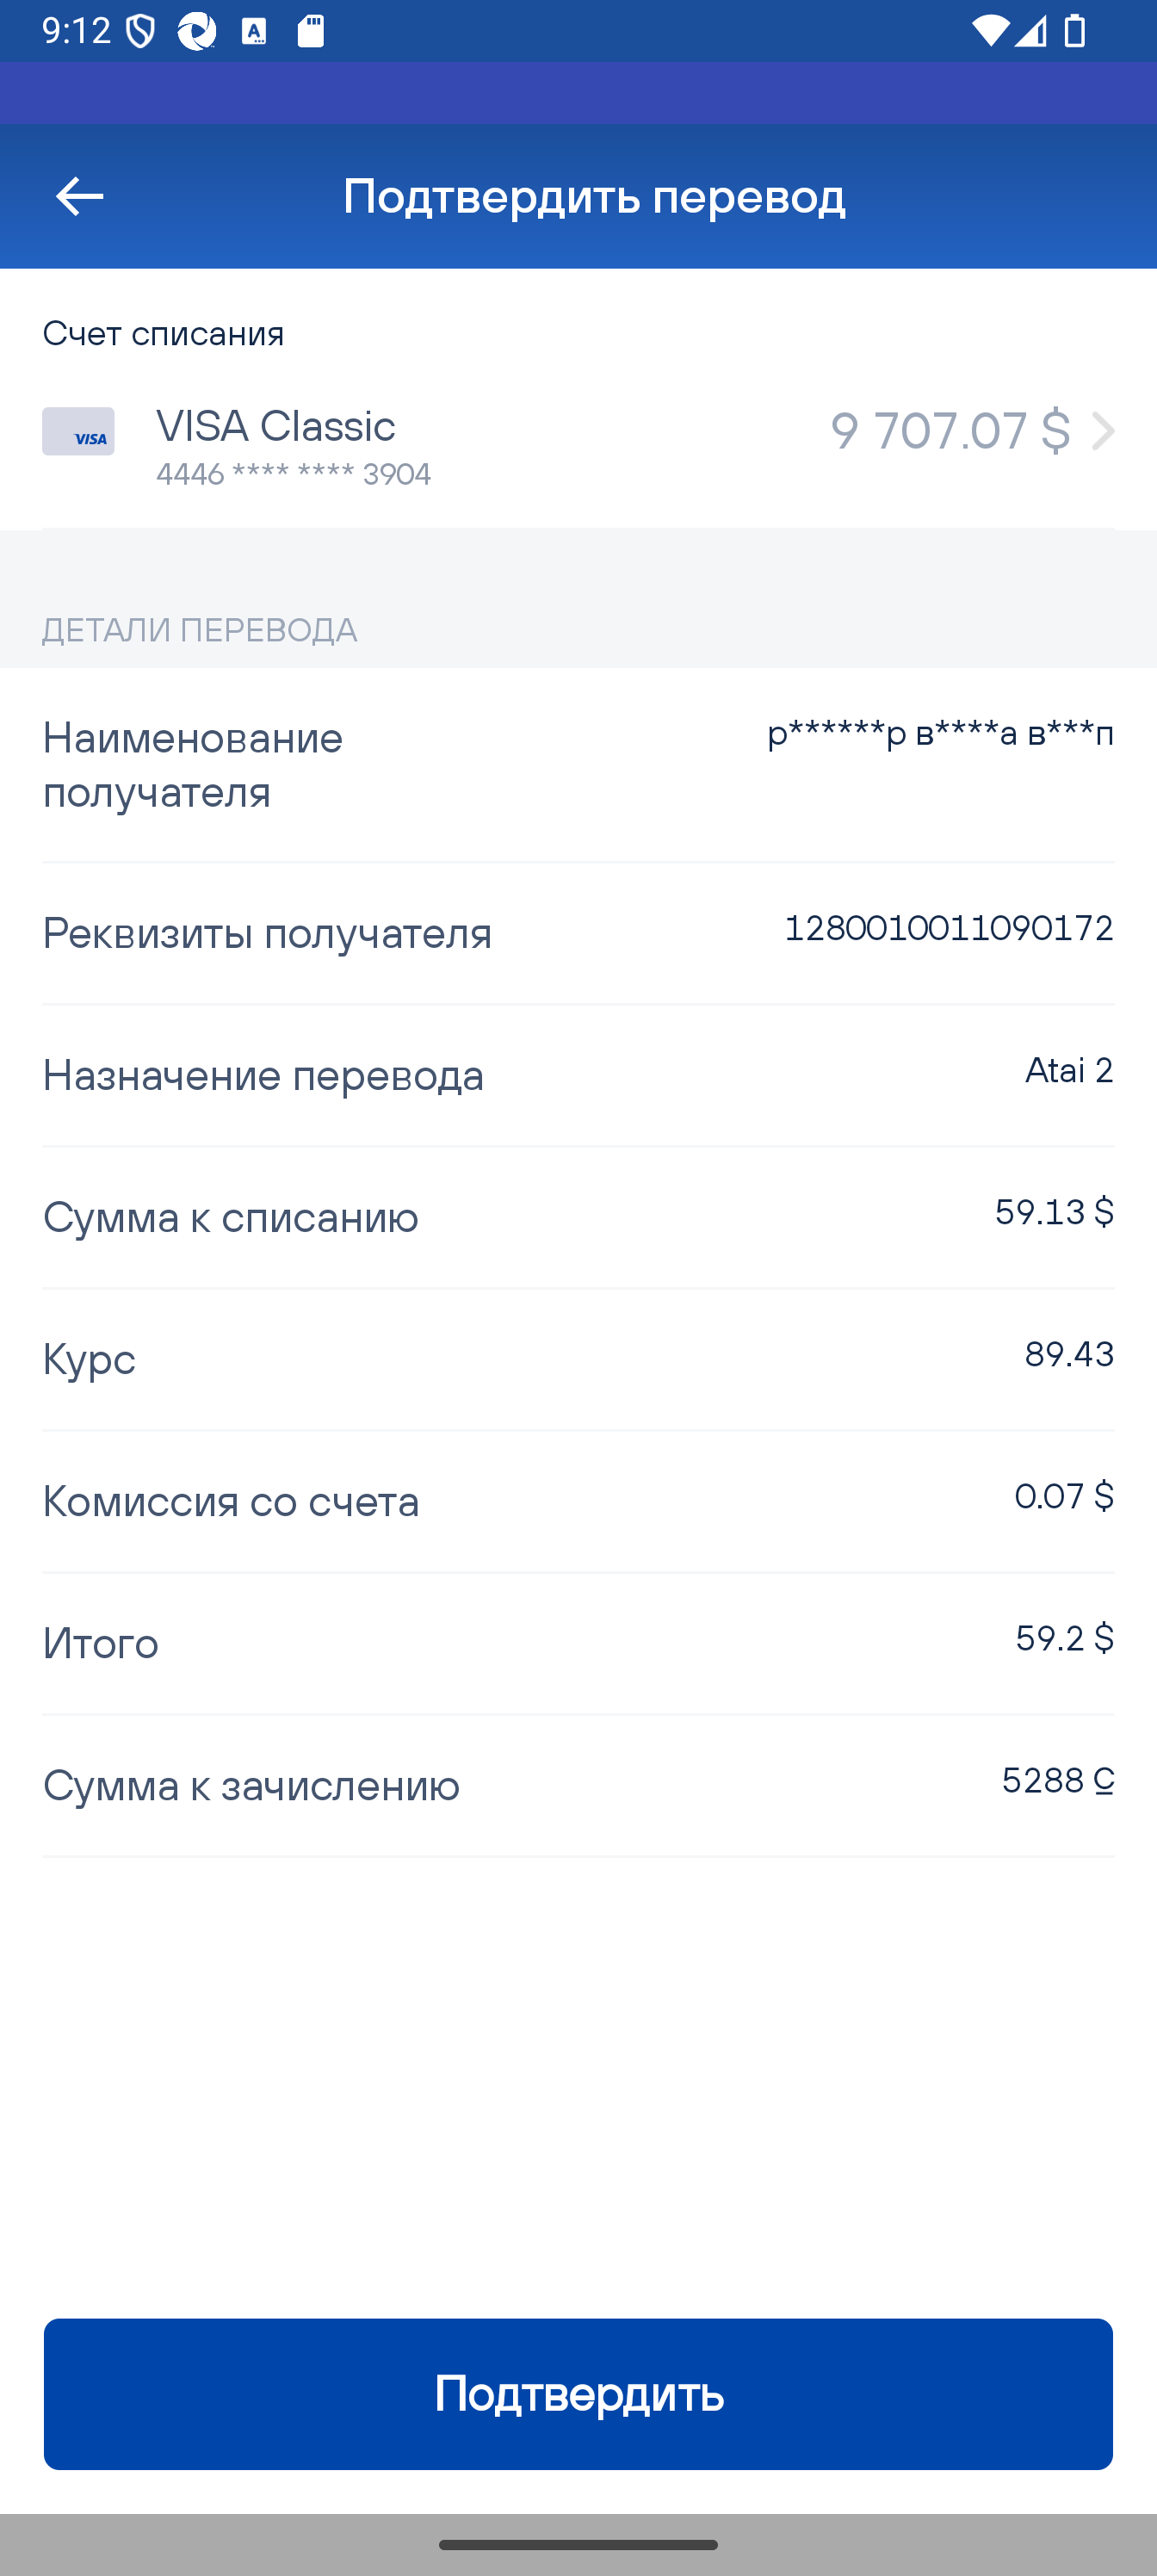 9:12
Подтвердить перевод
Счет списания
VISA
VISA Classic
9 707.07 $
4446 **** **** 3904
ДЕТАЛИ ПЕРЕВОДА
Наименование получателя
р******р в****а в***п
Реквизиты получателя
1280010011090172
Назначение перевода
Atai 2
Сумма к списанию
59.13 $
Курс
89.43
Комиссия со счета
0.07 $
Итого
59.2 $
Сумма к зачислению
5288 С
Подтвердить